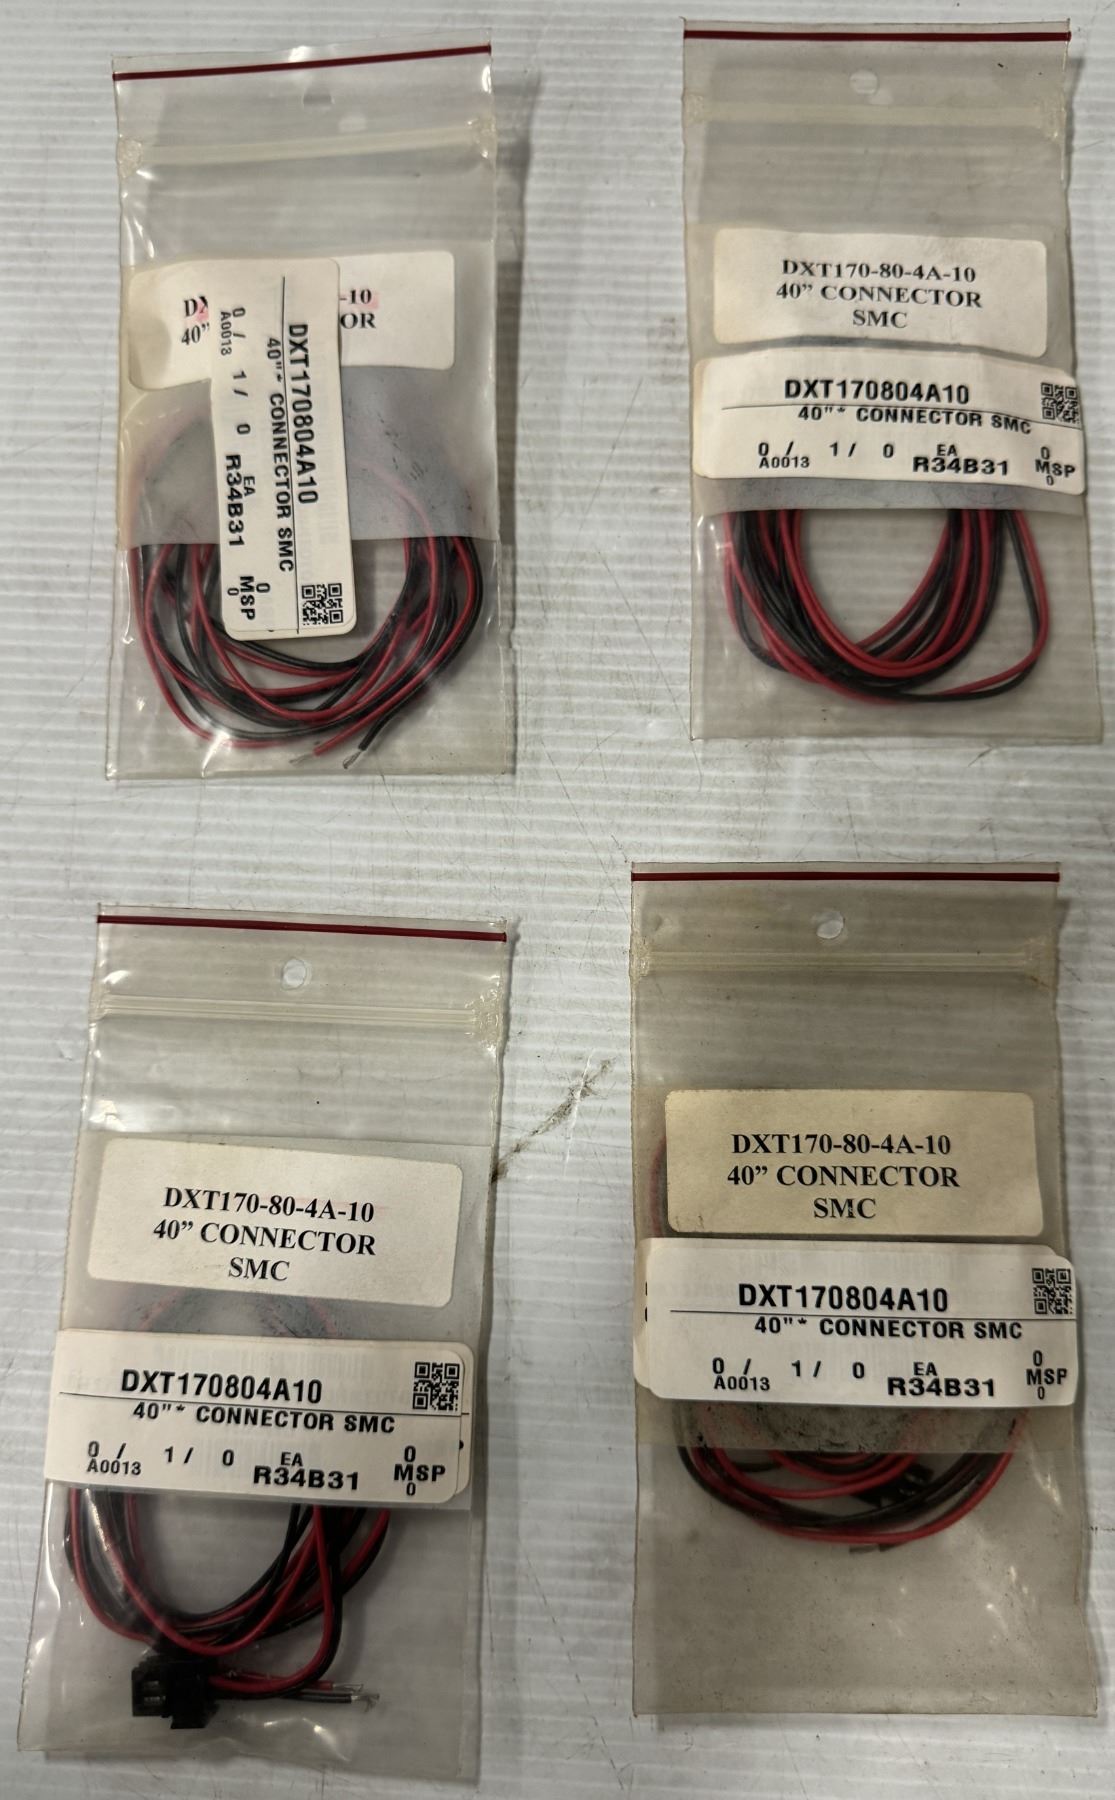 -10
40"
OR
DXT170804A10
40"* CONNECTOR SMC
0 / 1 / 0 EA 0
A0013 R34B31 MSP
0
DXT170-80-4A-10
40” CONNECTOR
SMC
DXT170804A10
40"* CONNECTOR SMC
0 / 1 / 0 EA 0
A0013 R34B31 MSP
0
DXT170-80-4A-10
40” CONNECTOR
SMC
DXT170804A10
40"* CONNECTOR SMC
0 / 1 / 0 EA 0
A0013 R34B31 MSP
0
DXT170-80-4A-10
40” CONNECTOR
SMC
DXT170804A10
40"* CONNECTOR SMC
0 / 1 / 0 EA 0
A0013 R34B31 MSP
0